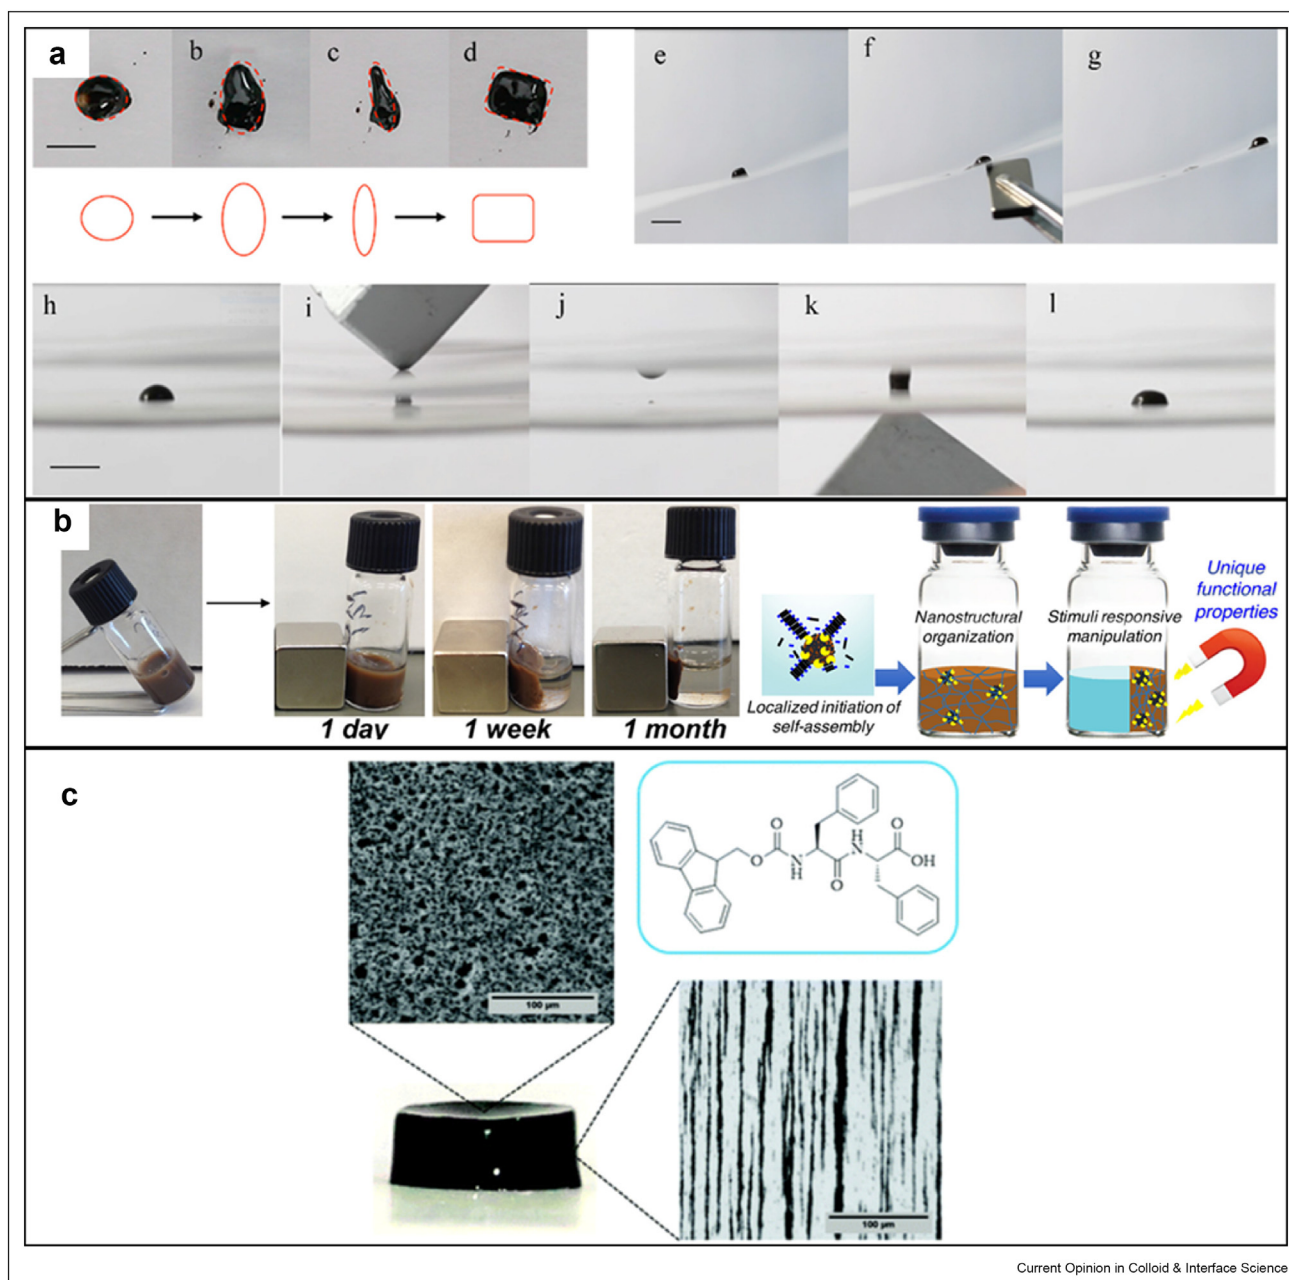 a
b
c
d
e
f
g
h
i
j
k
l
b
1 day
1 week
1 month
Localized initiation of
self-assembly
Nanostructural
organization
Stimuli responsive
manipulation
Unique
functional
properties
c
100 µm
O
O
N
H
O
H
N
O
OH
100 µm
Current Opinion in Colloid & Interface Science